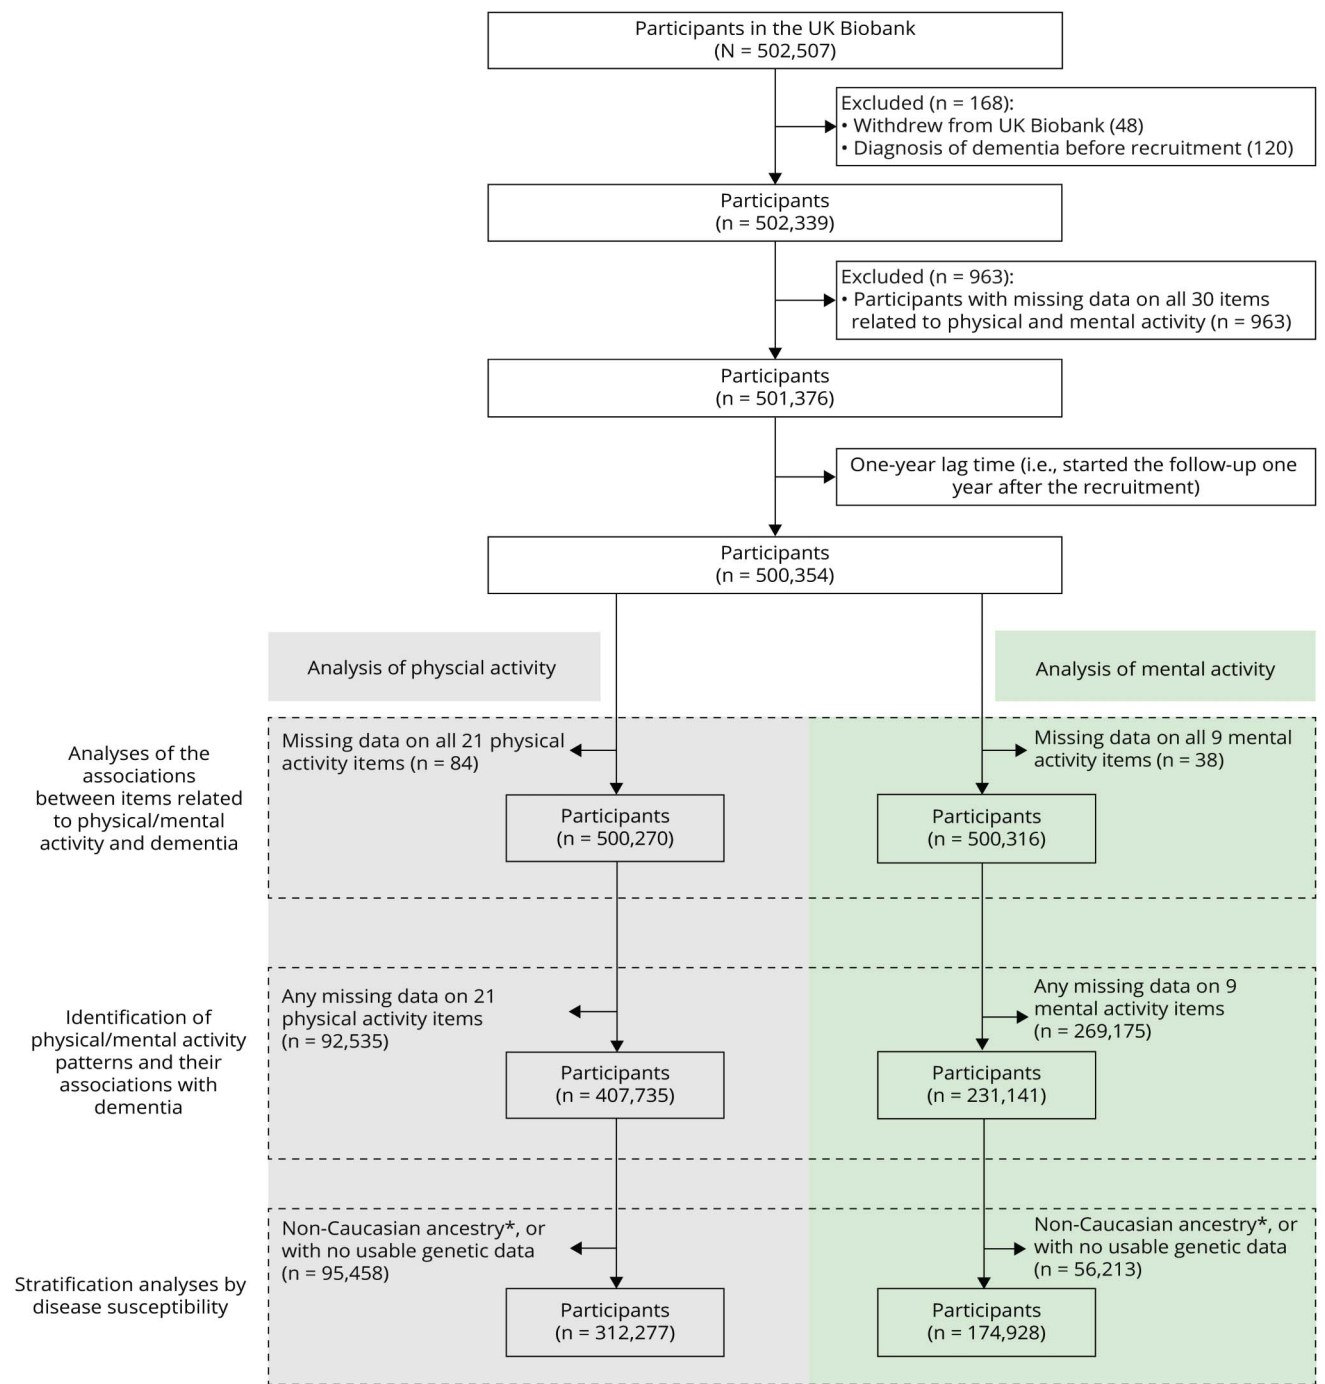 Participants in the UK Biobank
(N = 502,507)
Excluded (n = 168):
• Withdrew from UK Biobank (48)
• Diagnosis of dementia before recruitment (120)
Participants
(n = 502,339)
Excluded (n = 963):
• Participants with missing data on all 30 items
related to physical and mental activity (n = 963)
Participants
(n = 501,376)
One-year lag time (i.e., started the follow-up one
year after the recruitment)
Participants
(n = 500,354)
Analysis of physcial activity
Analysis of mental activity
Analyses of the
associations
between items related
to physical/mental
activity and dementia
Missing data on all 21 physical
activity items (n = 84)
Participants
(n = 500,270)
Missing data on all 9 mental
activity items (n = 38)
Participants
(n = 500,316)
Identification of
physical/mental activity
patterns and their
associations with
dementia
Any missing data on 21
physical activity items
(n = 92,535)
Participants
(n = 407,735)
Any missing data on 9
mental activity items
(n = 269,175)
Participants
(n = 231,141)
Stratification analyses by
disease susceptibility
Non-Caucasian ancestry*, or
with no usable genetic data
(n = 95,458)
Participants
(n = 312,277)
Non-Caucasian ancestry*, or
with no usable genetic data
(n = 56,213)
Participants
(n = 174,928)